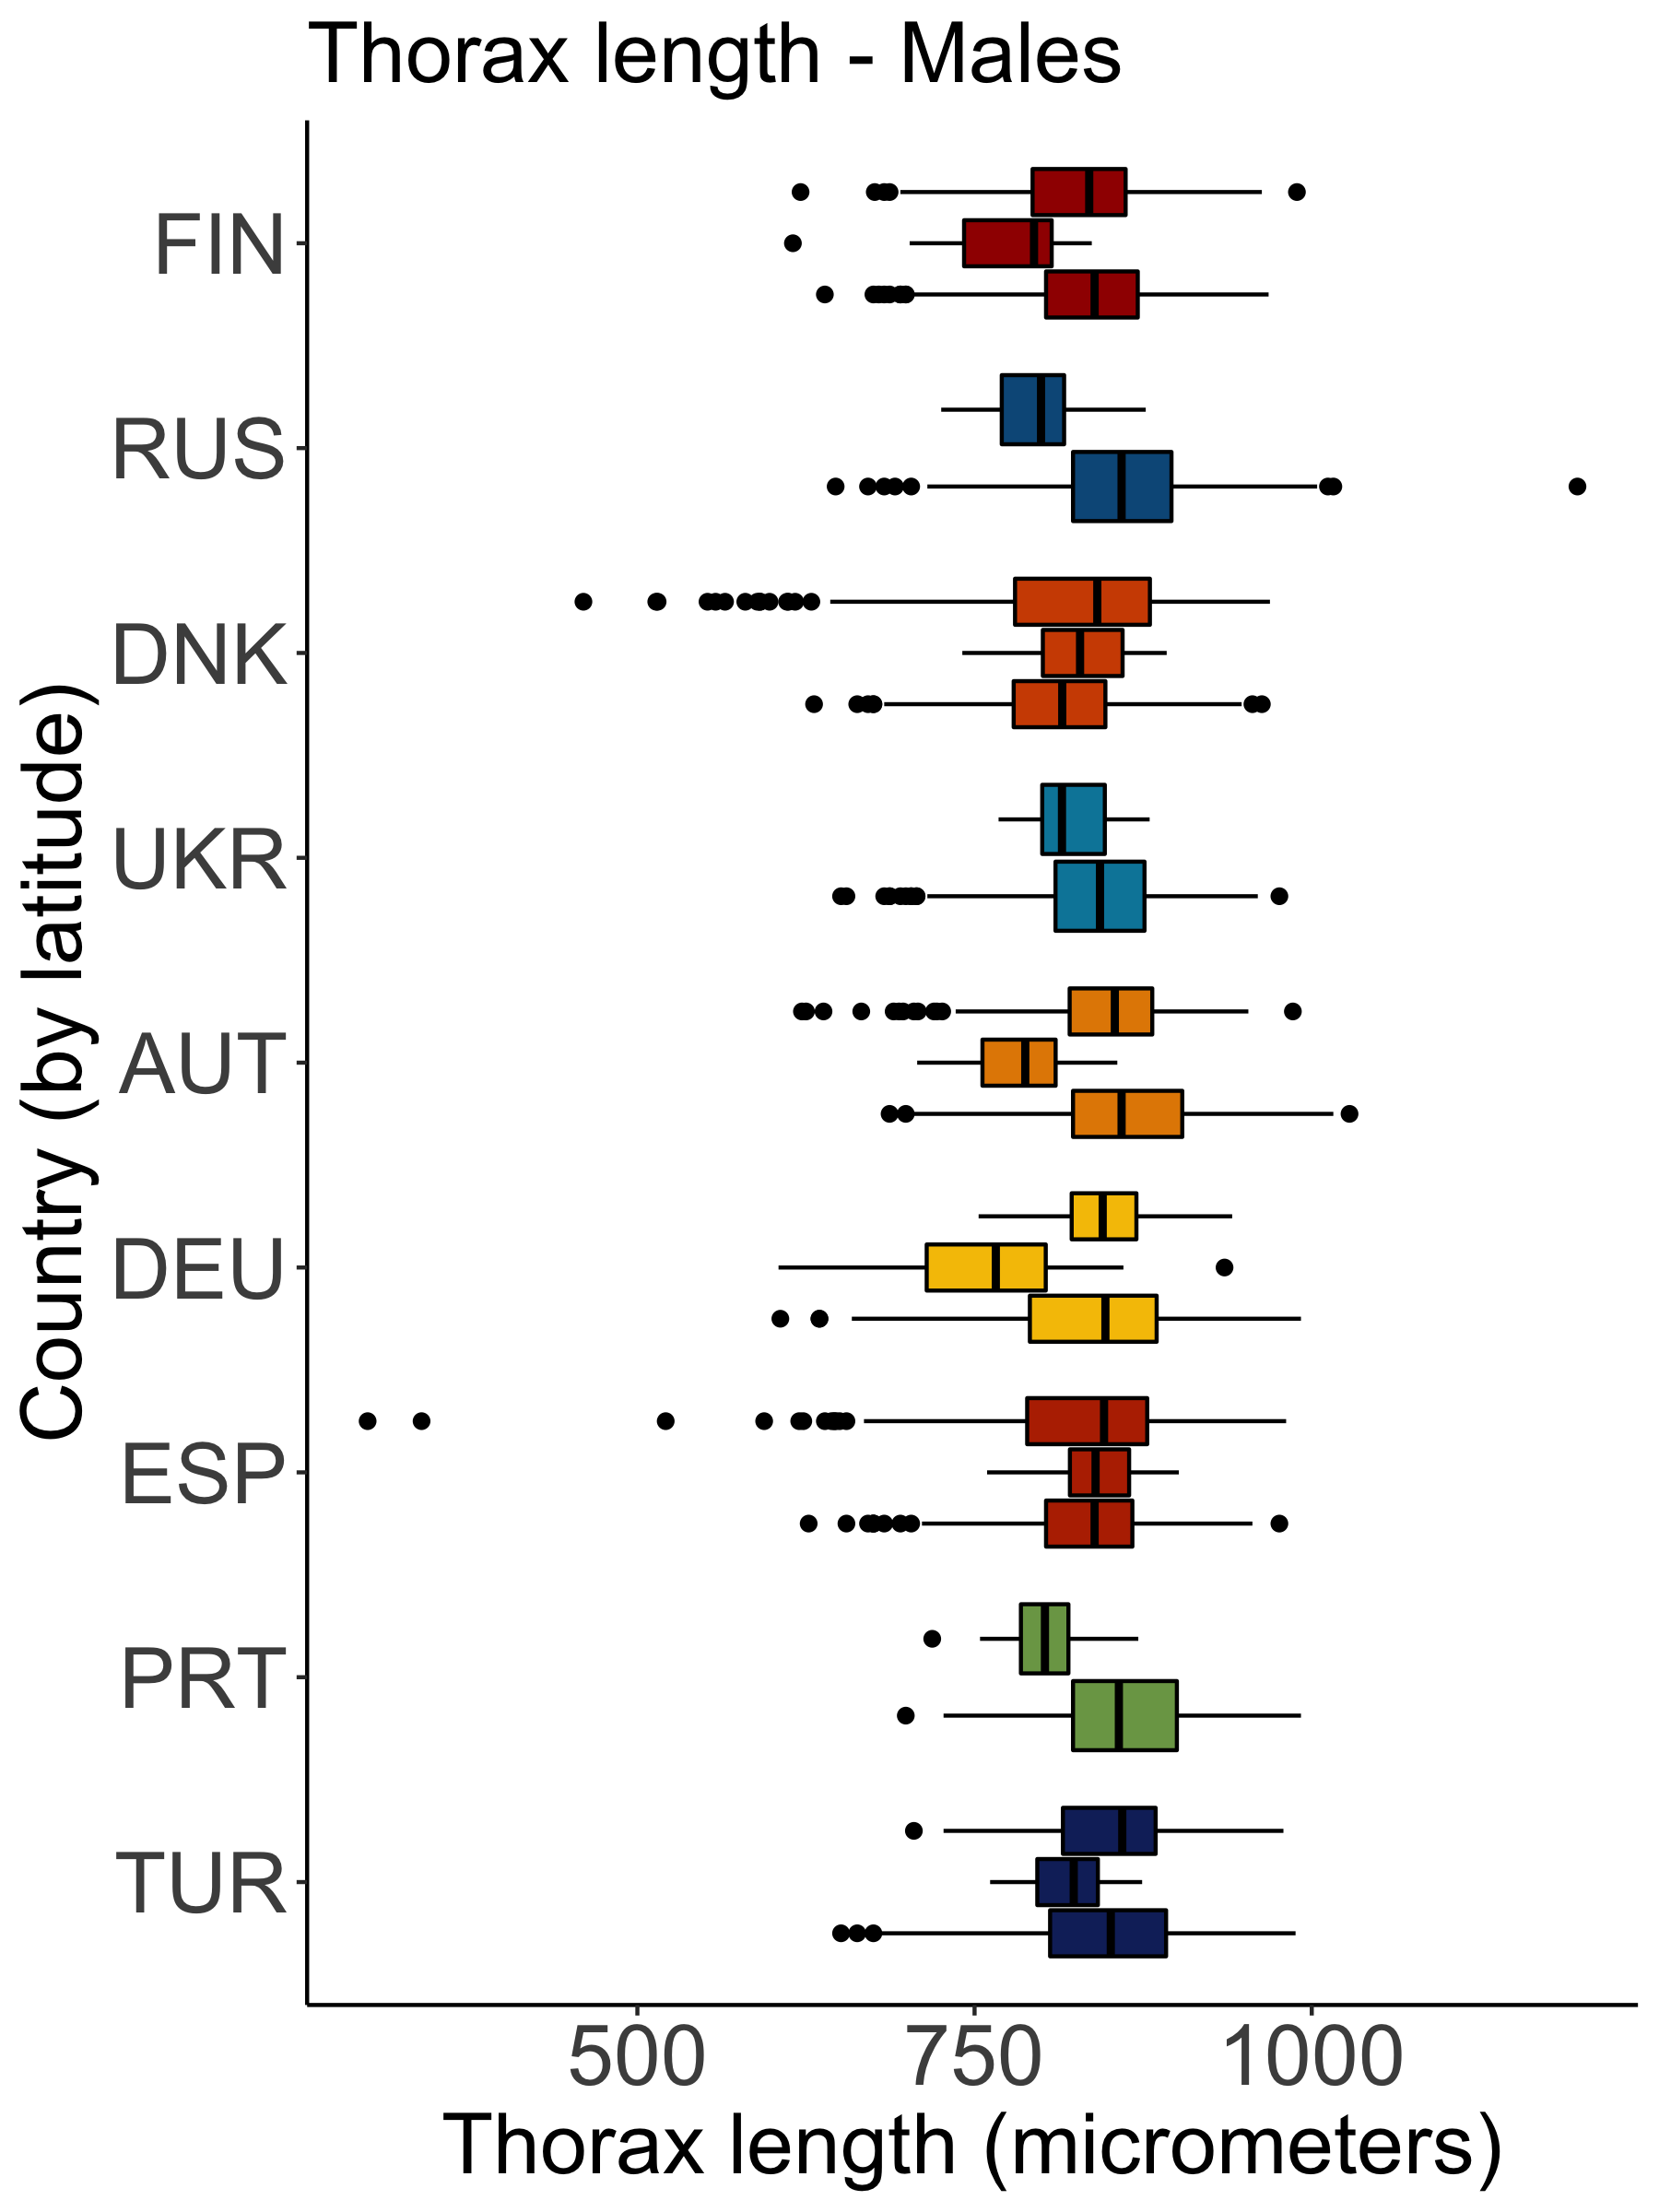 Thorax length - Males
Country (by latitude)
FIN
RUS
DNK
UKR
AUT
DEU
ESP
PRT
TUR
500 750 1000
Thorax length (micrometers)